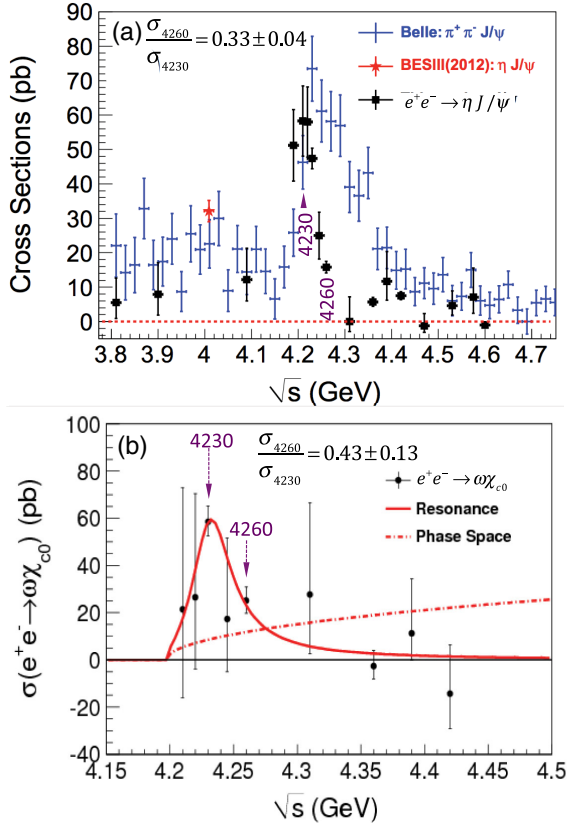 (a) σ4260/σ4230 = 0.33 ± 0.04
Belle: π+ π- J/ψ
BESIII(2012): η J/ψ
e+e- → η J/ψ
Cross Sections (pb)
90
80
70
60
50
40
30
20
10
0
4230
4260
3.8 3.9 4 4.1 4.2 4.3 4.4 4.5 4.6 4.7
√s (GeV)
(b) σ4260/σ4230 = 0.43 ± 0.13
4230
4260
e+e- → ωχc0
Resonance
Phase Space
σ(e+e-→ωχc0) (pb)
100
80
60
40
20
0
-20
-40
4.15 4.2 4.25 4.3 4.35 4.4 4.45 4.5
√s (GeV)